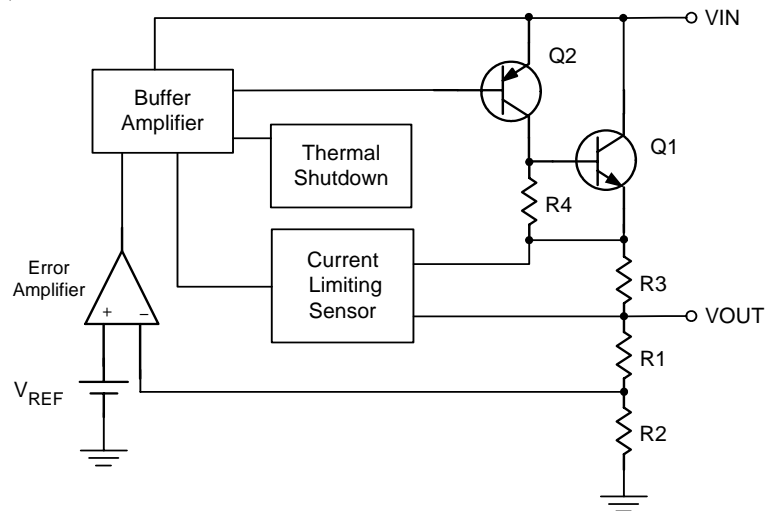 VIN
Q2
Buffer
Amplifier
Thermal
Shutdown
Q1
R4
Current
Limiting
Sensor
Error
Amplifier
R3
VOUT
+ −
R1
VREF
R2